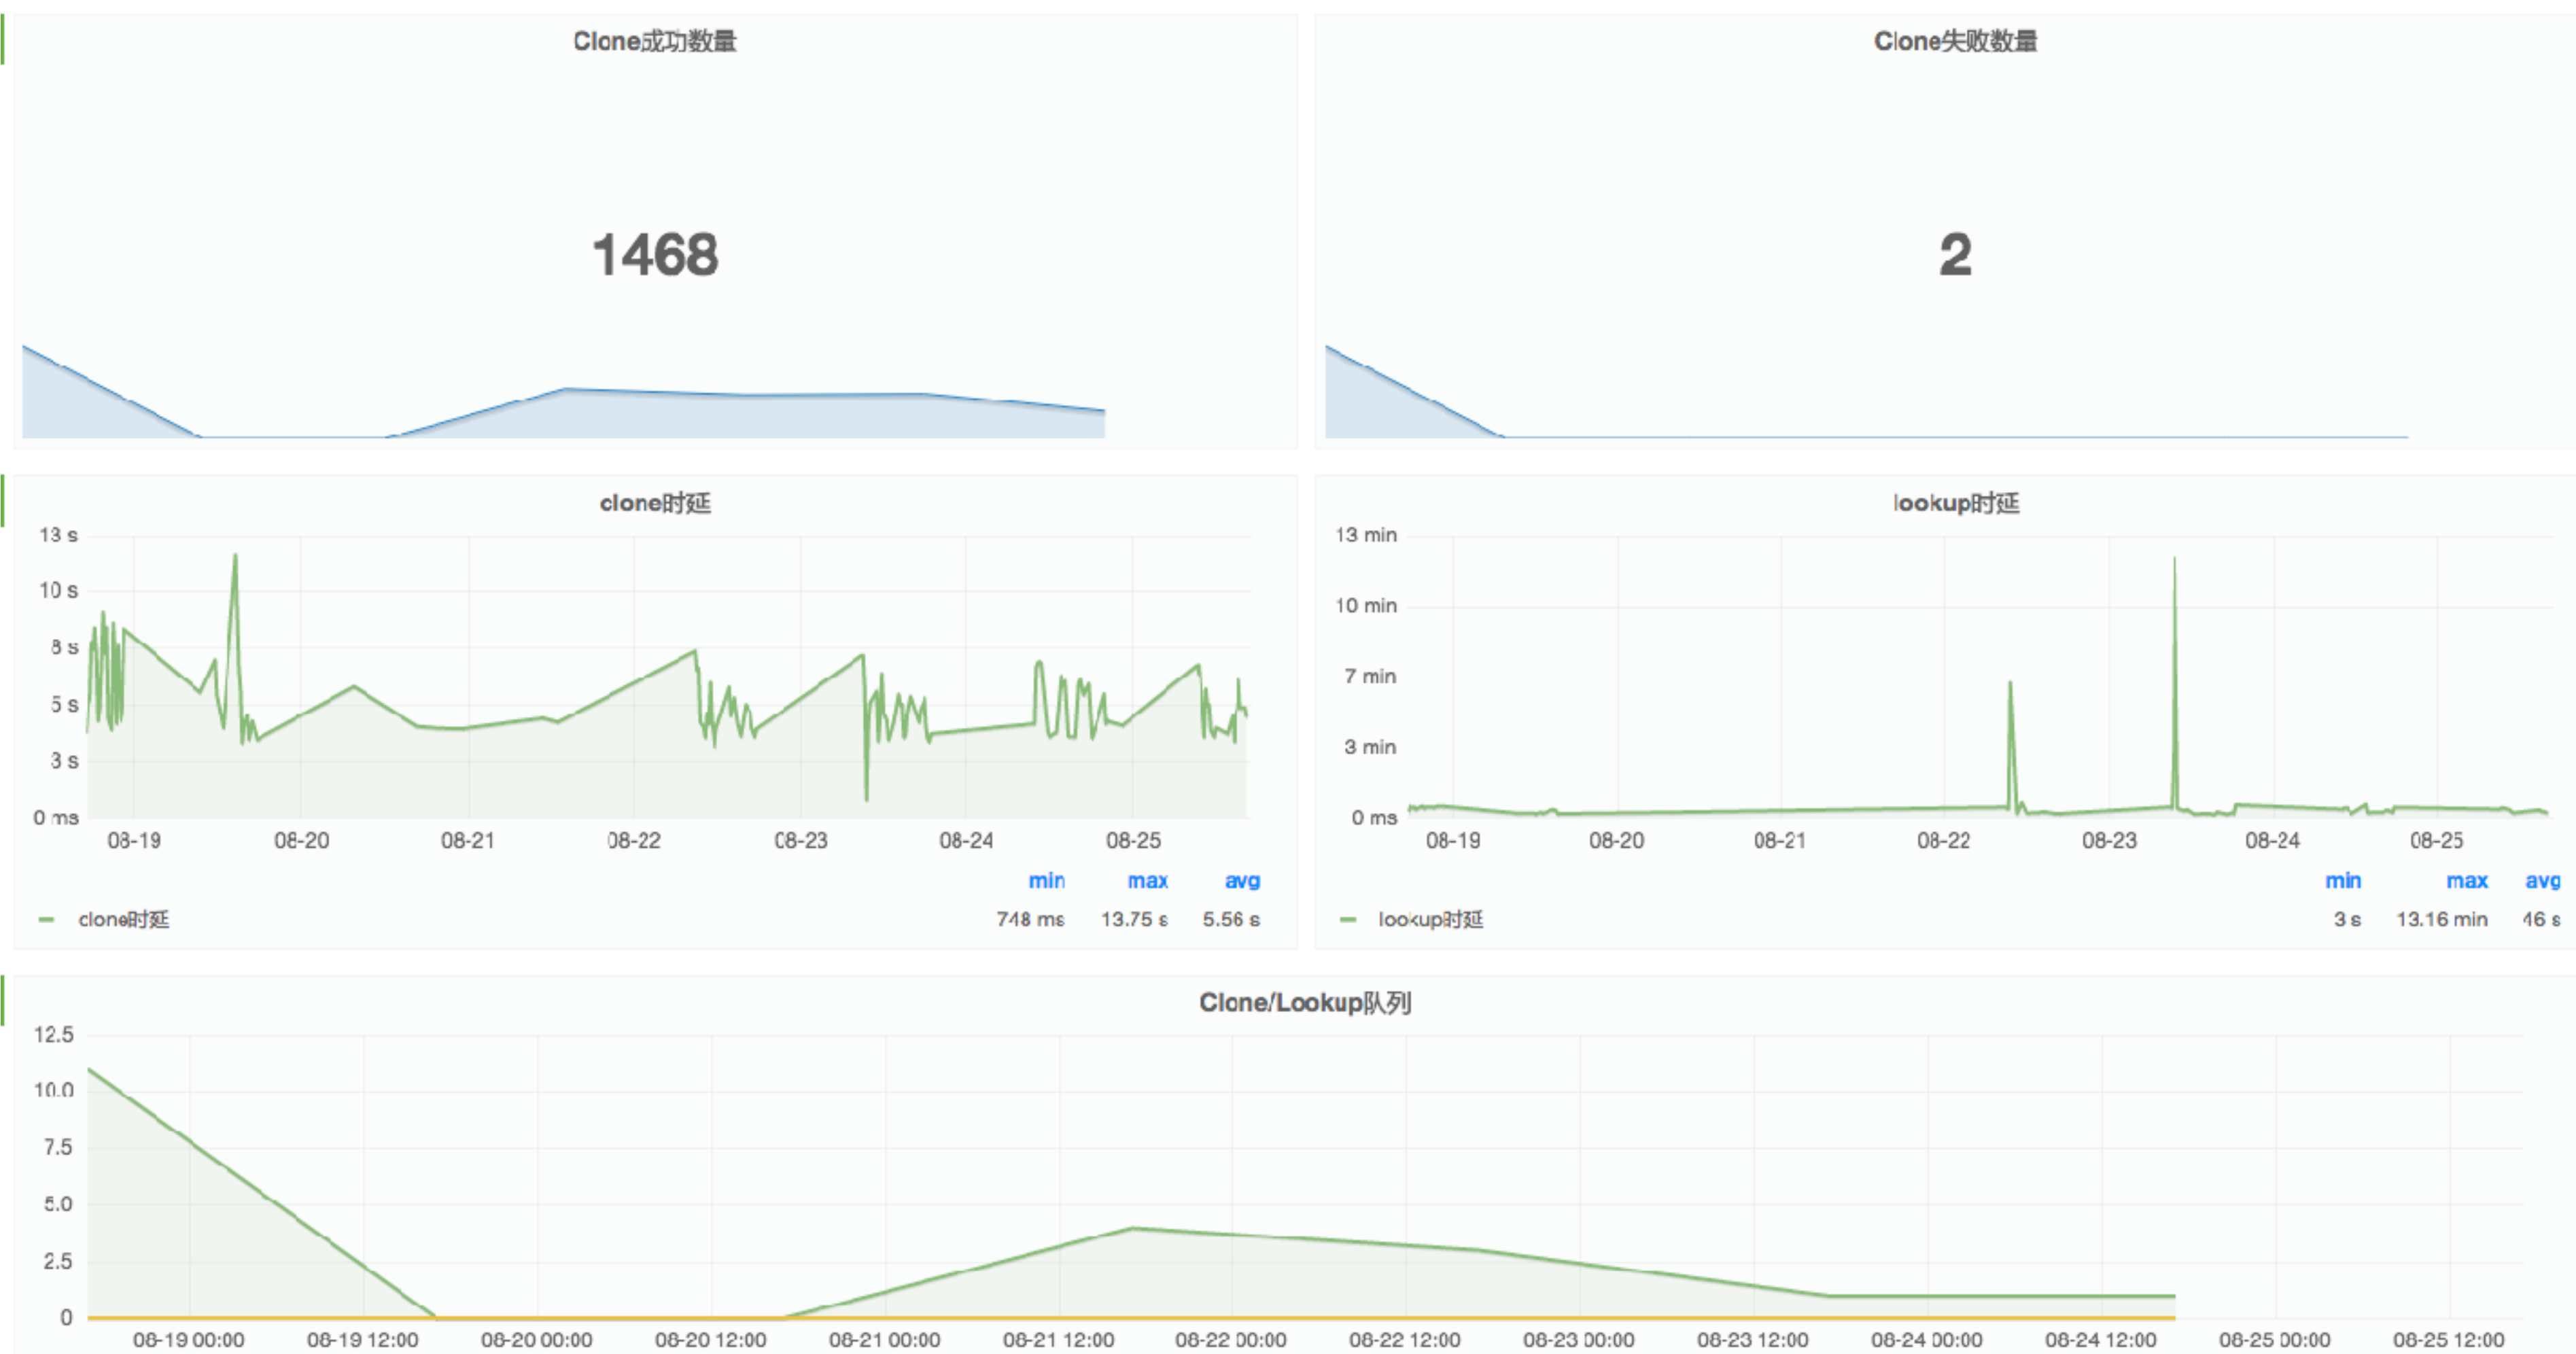 Clone成功数量
1468
Clone失败数量
2
clone时延
13 s
10 s
8 s
5 s
3 s
0 ms
08-19 08-20 08-21 08-22 08-23 08-24 08-25
min max avg
clone时延 748 ms 13.75 s 5.56 s
lookup时延
13 min
10 min
7 min
3 min
0 ms
08-19 08-20 08-21 08-22 08-23 08-24 08-25
min max avg
lookup时延 3 s 13.16 min 46 s
Clone/Lookup队列
12.5
10.0
7.5
5.0
2.5
0
08-19 00:00 08-19 12:00 08-20 00:00 08-20 12:00 08-21 00:00 08-21 12:00 08-22 00:00 08-22 12:00 08-23 00:00 08-23 12:00 08-24 00:00 08-24 12:00 08-25 00:00 08-25 12:00